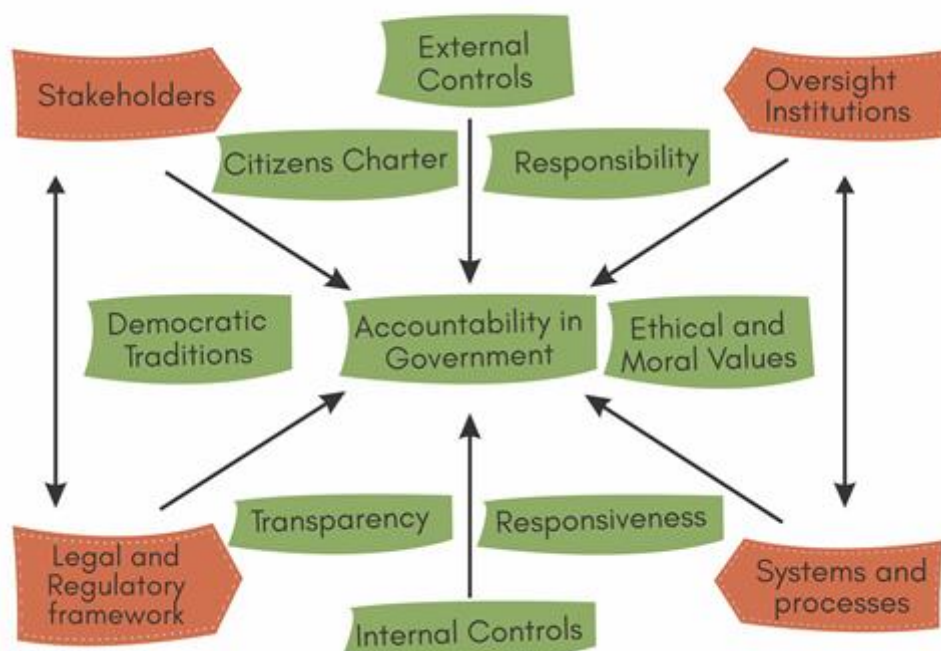 External
Controls
Stakeholders
Oversight
Institutions
Citizens Charter
Responsibility
Democratic
Traditions
Accountability in
Government
Ethical and
Moral Values
Transparency
Responsiveness
Legal and
Regulatory
framework
Internal Controls
Systems and
processes